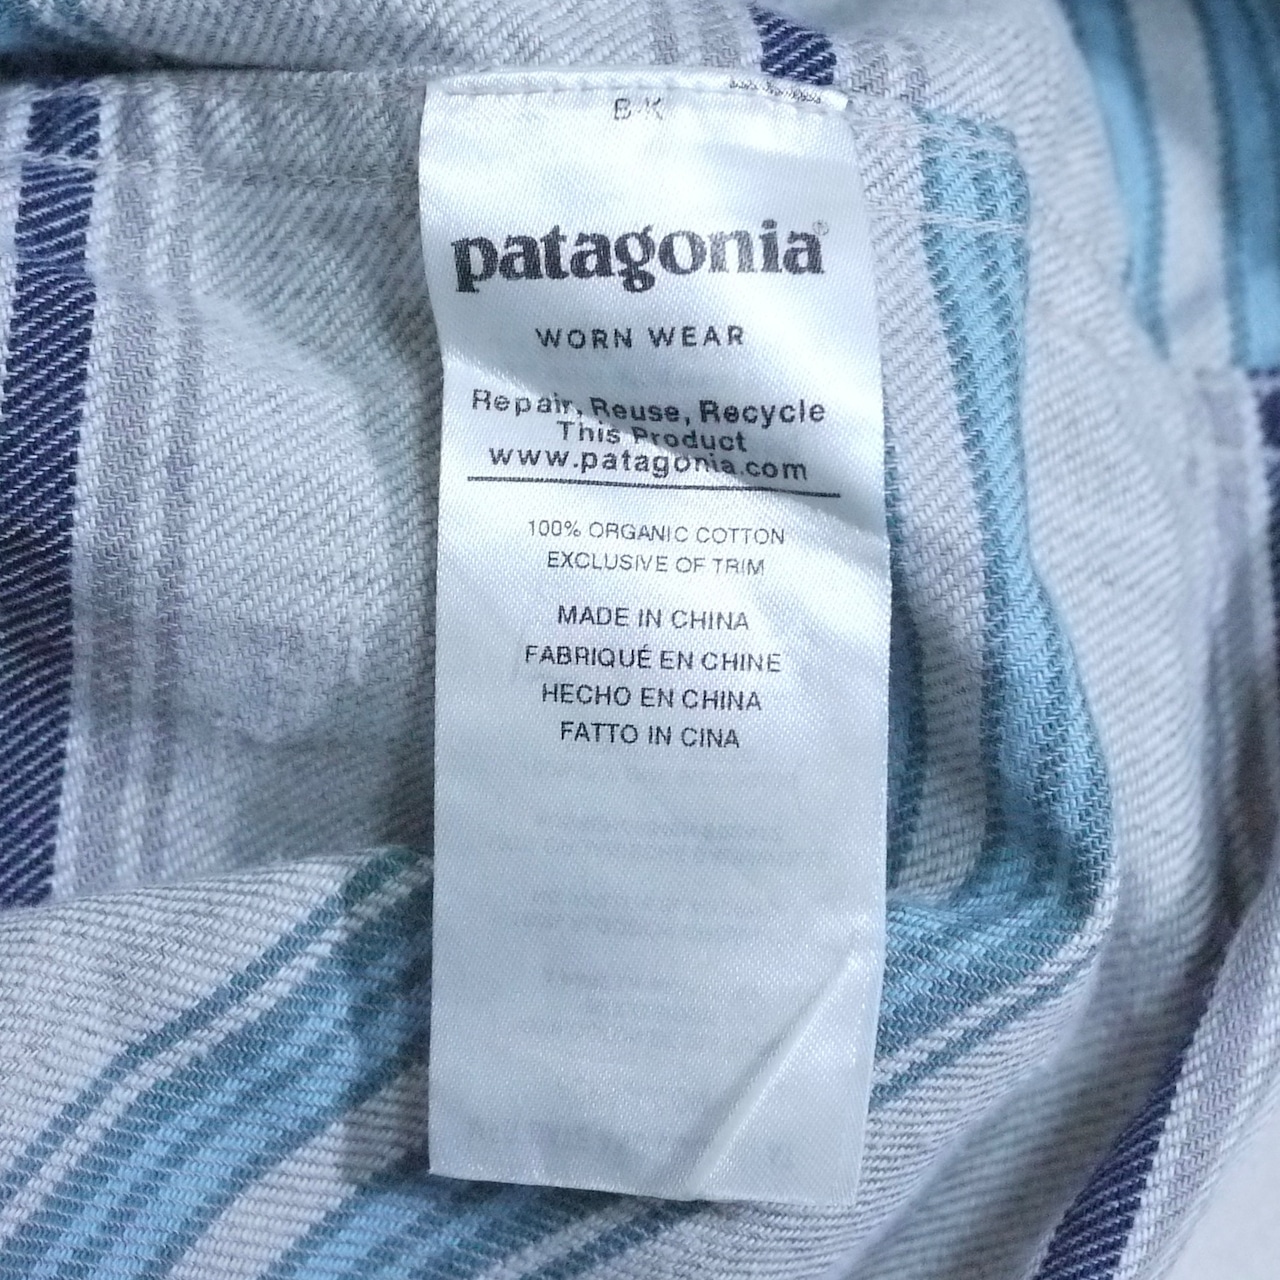 B-K
patagonia®
WORN WEAR
Repair, Reuse, Recycle
This Product
www.patagonia.com
100% ORGANIC COTTON
EXCLUSIVE OF TRIM
MADE IN CHINA
FABRIQUÉ EN CHINE
HECHO EN CHINA
FATTO IN CINA